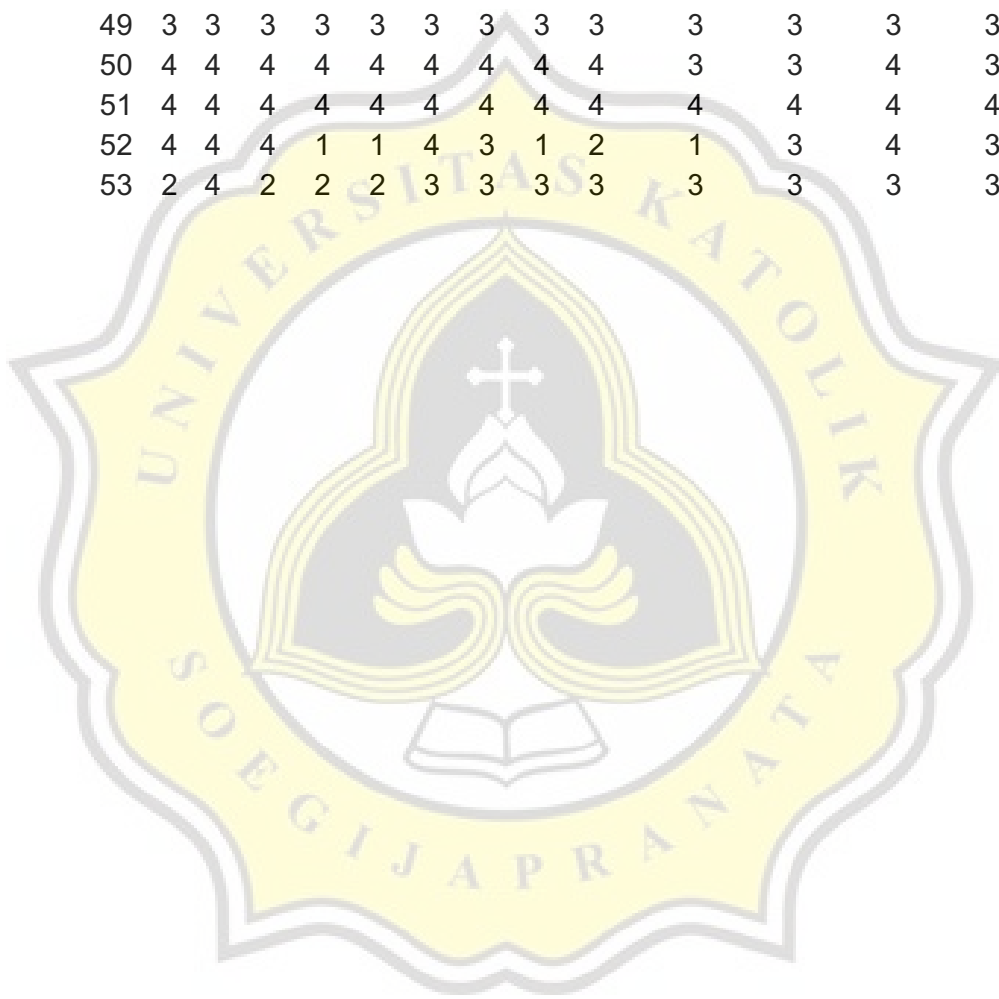 49 3 3 3 3 3 3 3 3 3 3 3 3 3
50 4 4 4 4 4 4 4 4 4 3 3 4 3
51 4 4 4 4 4 4 4 4 4 4 4 4 4
52 4 4 4 1 1 4 3 1 2 1 3 4 3
53 2 4 2 2 2 3 3 3 3 3 3 3 3
UNIVERSITAS KATOLIK
SOEGIJAPRANATA